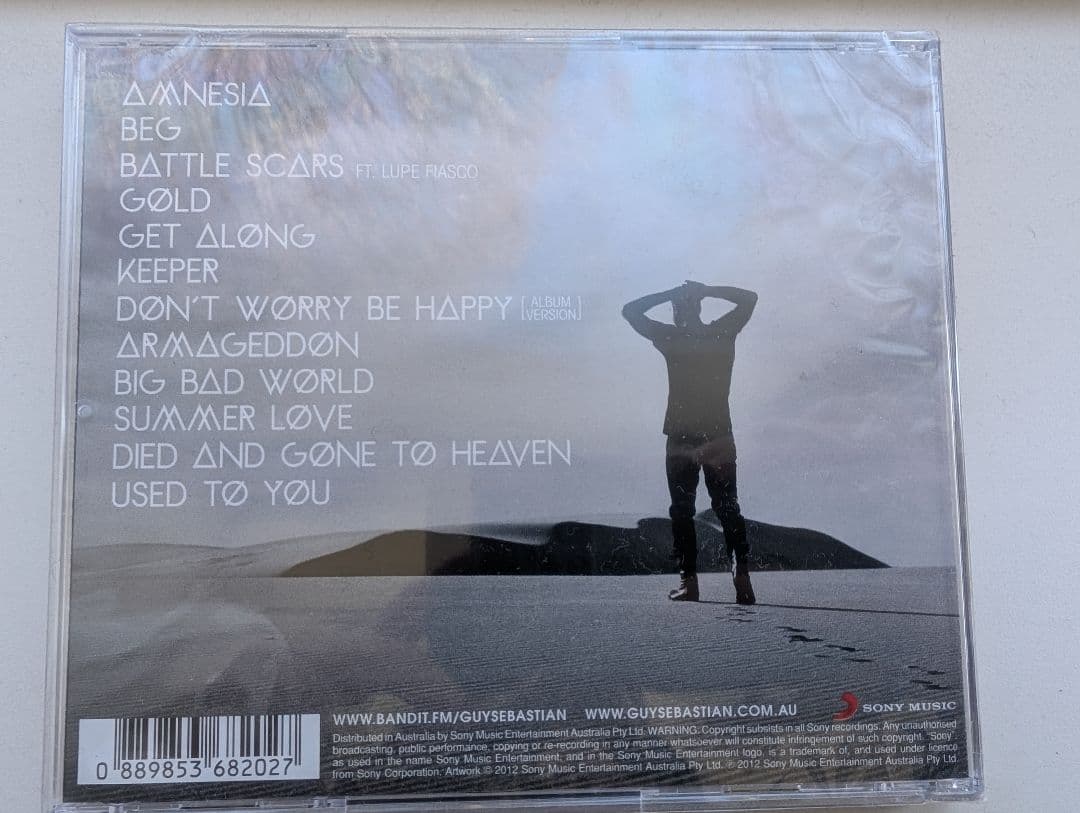 AMNESIA
BEG
BATTLE SCARS FT. LUPE FIASCO
GØLD
GET ALØNG
KEEPER
DØN'T WØRRY BE HAPPY [ALBUM VERSION]
ARMAGEDDØN
BIG BAD WØRLD
SUMMER LØVE
DIED AND GØNE TØ HEAVEN
USED TØ YØU
WWW.BANDIT.FM/GUYSEBASTIAN WWW.GUYSEBASTIAN.COM.AU SONY MUSIC
Distributed in Australia by Sony Music Entertainment Australia Pty Ltd. WARNING: Copyright subsists in all Sony recordings. Any unauthorised
broadcasting, public performance, copying or re-recording in any manner whatsoever will constitute infringement of such copyright. "Sony"
as used in the name Sony Music Entertainment, and in the Sony Music Entertainment logo, is a trademark of, and used under licence
from Sony Corporation. Artwork © 2012 Sony Music Entertainment Australia Pty Ltd. ℗ 2012 Sony Music Entertainment Australia Pty Ltd.
0 889853 682027